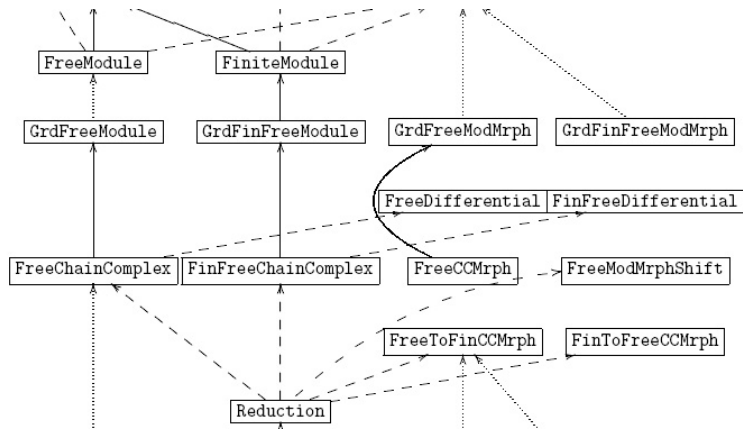 FreeModule FiniteModule
GrdFreeModule GrdFinFreeModule GrdFreeModMrph GrdFinFreeModMrph
FreeDifferential FinFreeDifferential
FreeChainComplex FinFreeChainComplex FreeCCMrph FreeModMrphShift
FreeToFinCCMrph FinToFreeCCMrph
Reduction